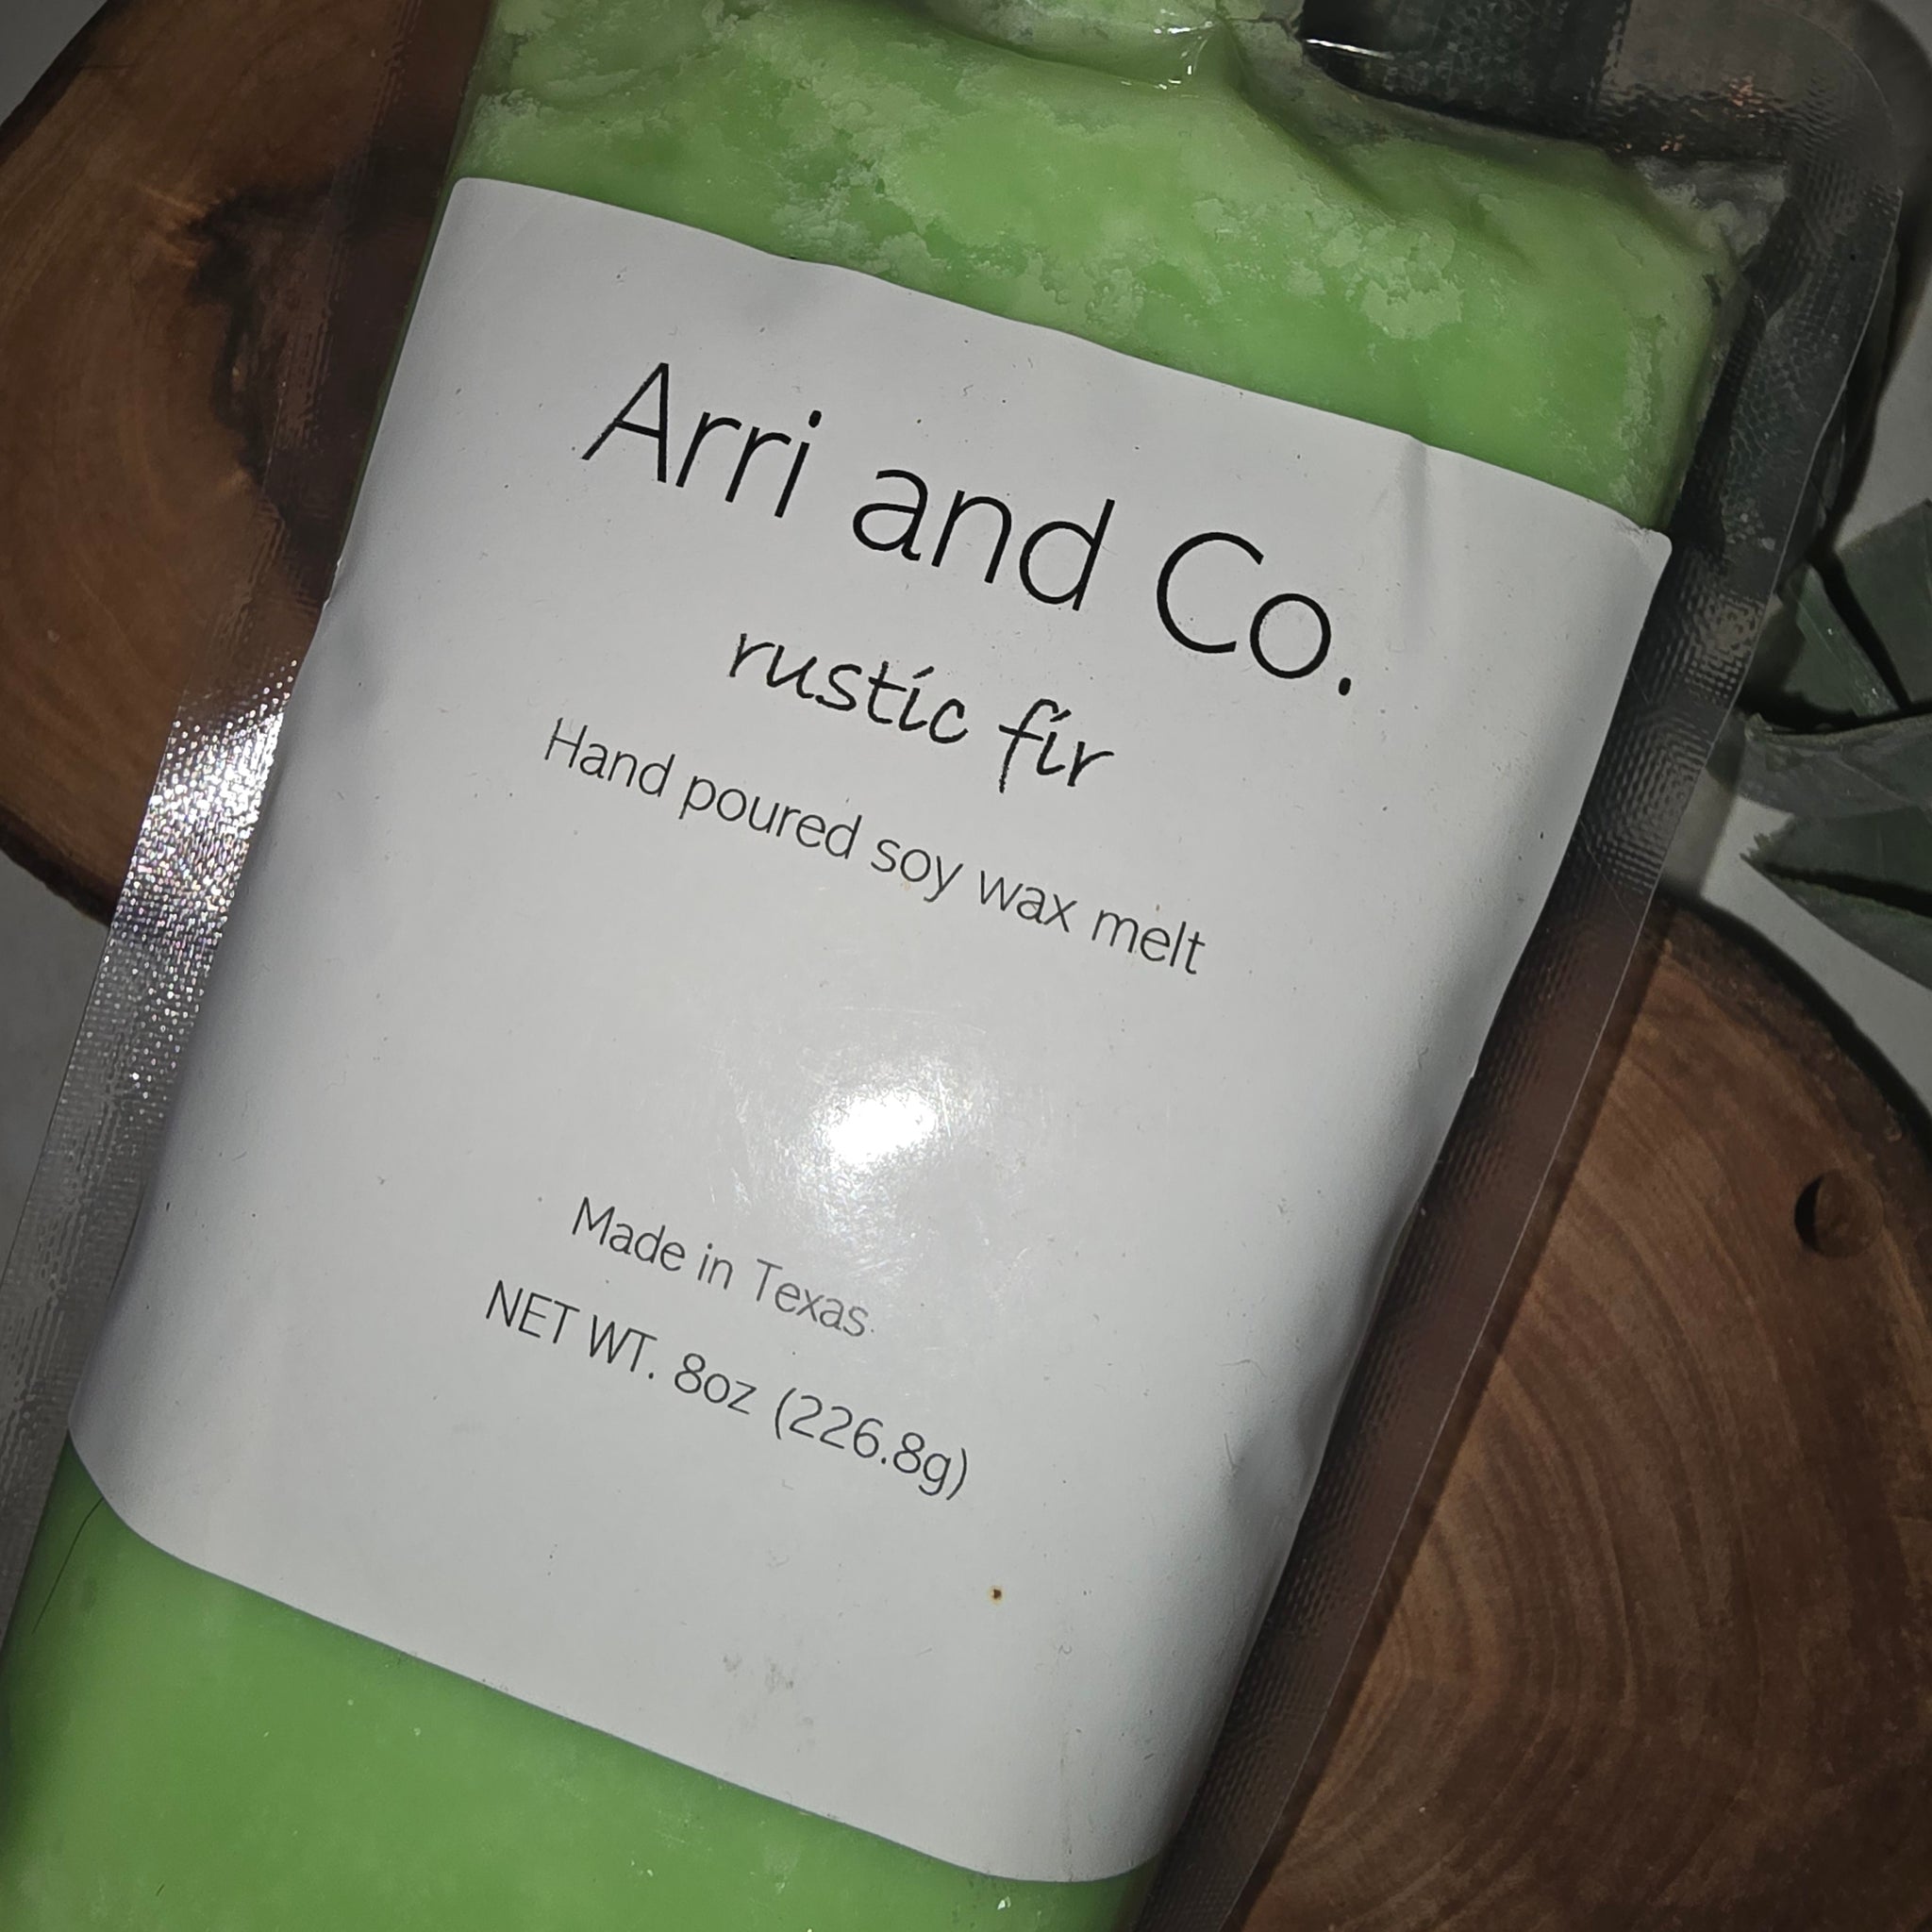 Arri and Co.
rustic fir
Hand poured soy wax melt
Made in Texas
NET WT. 8oz (226.8g)